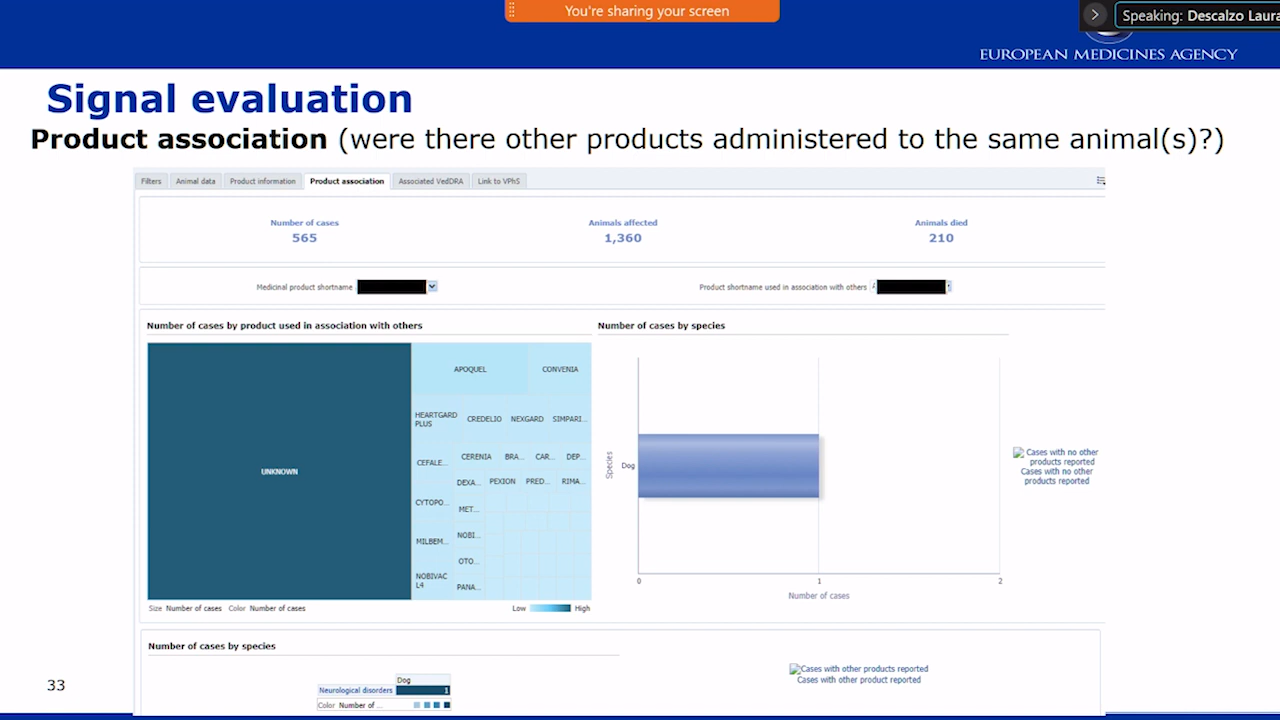 You're sharing your screen
Speaking: Descalzo Laura
EUROPEAN MEDICINES AGENCY
Signal evaluation
Product association (were there other products administered to the same animal(s)?)
Filters Animal data Product information Product association Associated VedDRA Link to VPhS
Number of cases Animals affected Animals died
565 1,360 210
Medicinal product shortname Product shortname used in association with others
Number of cases by product used in association with others
UNKNOWN
APOQUEL CONVENIA
HEARTGARD PLUS CREDELIO NEXGARD SIMPARI...
CEFALE... CERENIA BRA... CAR... DEP...
DEXA... PEXION PRED... RIMA...
CYTOPO... MET...
MILBEM... NOBI...
OTO...
NOBIVAC L4 PANA...
Size Number of cases Color Number of cases Low High
Number of cases by species
Species
Dog
0 1 2
Number of cases
Cases with no other
products reported
Cases with no other
products reported
Number of cases by species
Dog
Neurological disorders 1
Color Number of ...
Cases with other products reported
Cases with other products reported
33